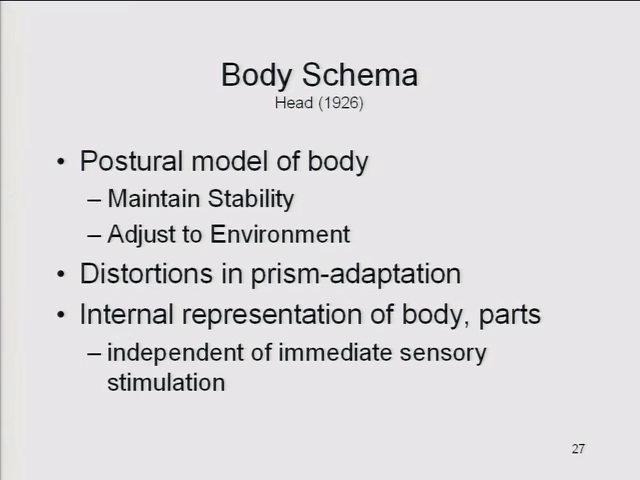 Body Schema
Head (1926)
• Postural model of body
– Maintain Stability
– Adjust to Environment
• Distortions in prism-adaptation
• Internal representation of body, parts
– independent of immediate sensory
stimulation
27